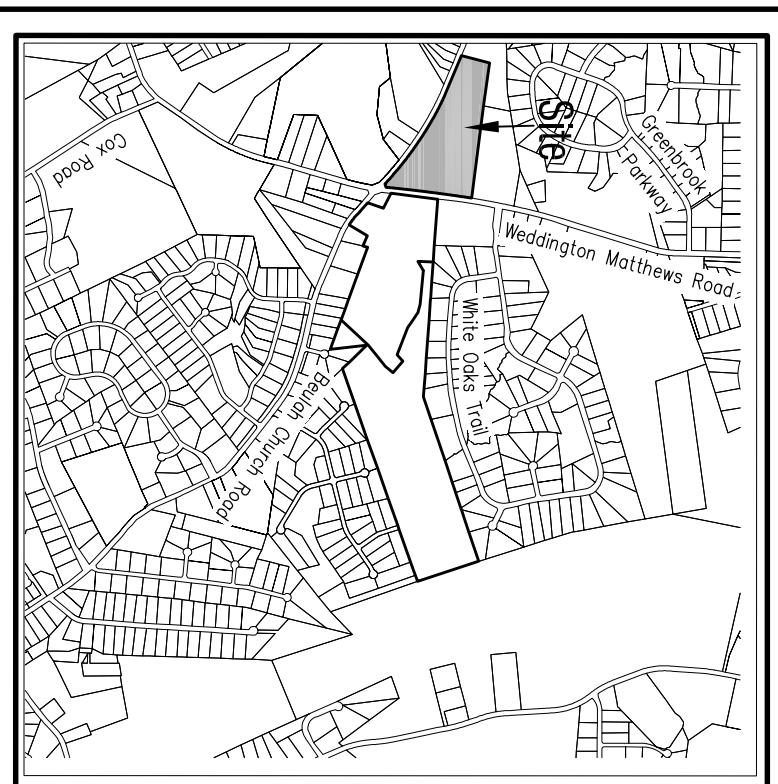 Site
Greenbrook
Parkway
Cox Road
Weddington Matthews Road
White Oaks Trail
Beulah Church Road